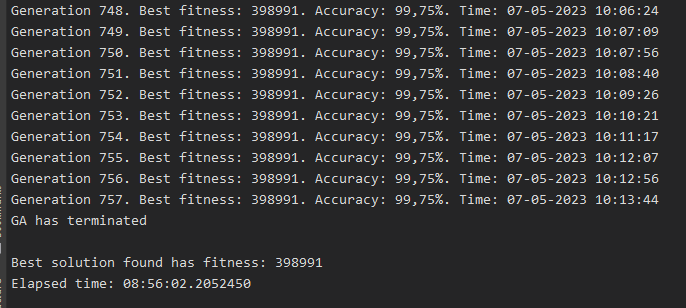 Generation 748. Best fitness: 398991. Accuracy: 99,75%. Time: 07-05-2023 10:06:24
Generation 749. Best fitness: 398991. Accuracy: 99,75%. Time: 07-05-2023 10:07:09
Generation 750. Best fitness: 398991. Accuracy: 99,75%. Time: 07-05-2023 10:07:56
Generation 751. Best fitness: 398991. Accuracy: 99,75%. Time: 07-05-2023 10:08:40
Generation 752. Best fitness: 398991. Accuracy: 99,75%. Time: 07-05-2023 10:09:26
Generation 753. Best fitness: 398991. Accuracy: 99,75%. Time: 07-05-2023 10:10:21
Generation 754. Best fitness: 398991. Accuracy: 99,75%. Time: 07-05-2023 10:11:17
Generation 755. Best fitness: 398991. Accuracy: 99,75%. Time: 07-05-2023 10:12:07
Generation 756. Best fitness: 398991. Accuracy: 99,75%. Time: 07-05-2023 10:12:56
Generation 757. Best fitness: 398991. Accuracy: 99,75%. Time: 07-05-2023 10:13:44
GA has terminated
Best solution found has fitness: 398991
Elapsed time: 08:56:02.2052450